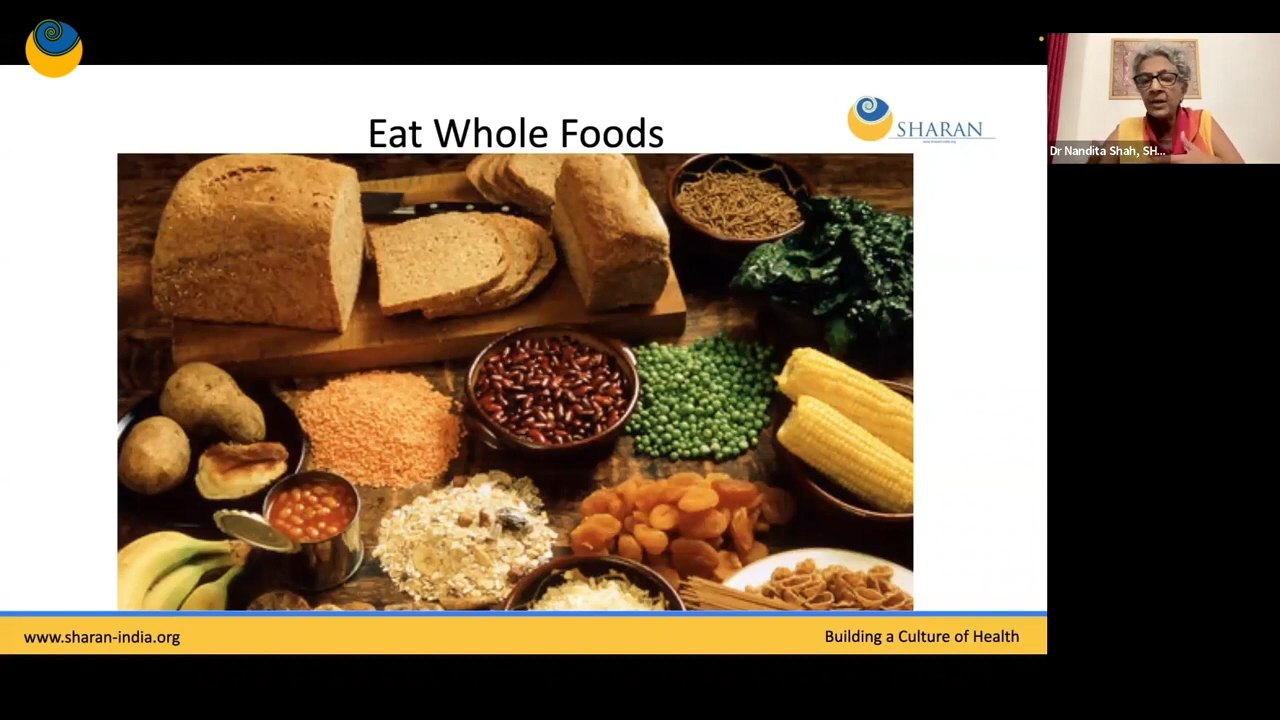 Eat Whole Foods
SHARAN
Dr Nandita Shah, SH...
www.sharan-india.org
Building a Culture of Health